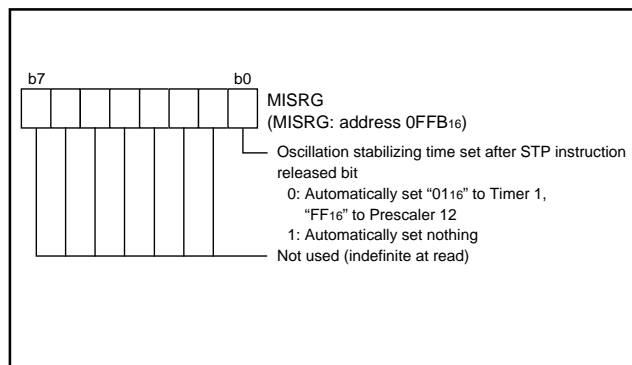 b7 b0
MISRG
(MISRG: address 0FFB16)
Oscillation stabilizing time set after STP instruction
released bit
0: Automatically set “0116” to Timer 1,
“FF16” to Prescaler 12
1: Automatically set nothing
Not used (indefinite at read)